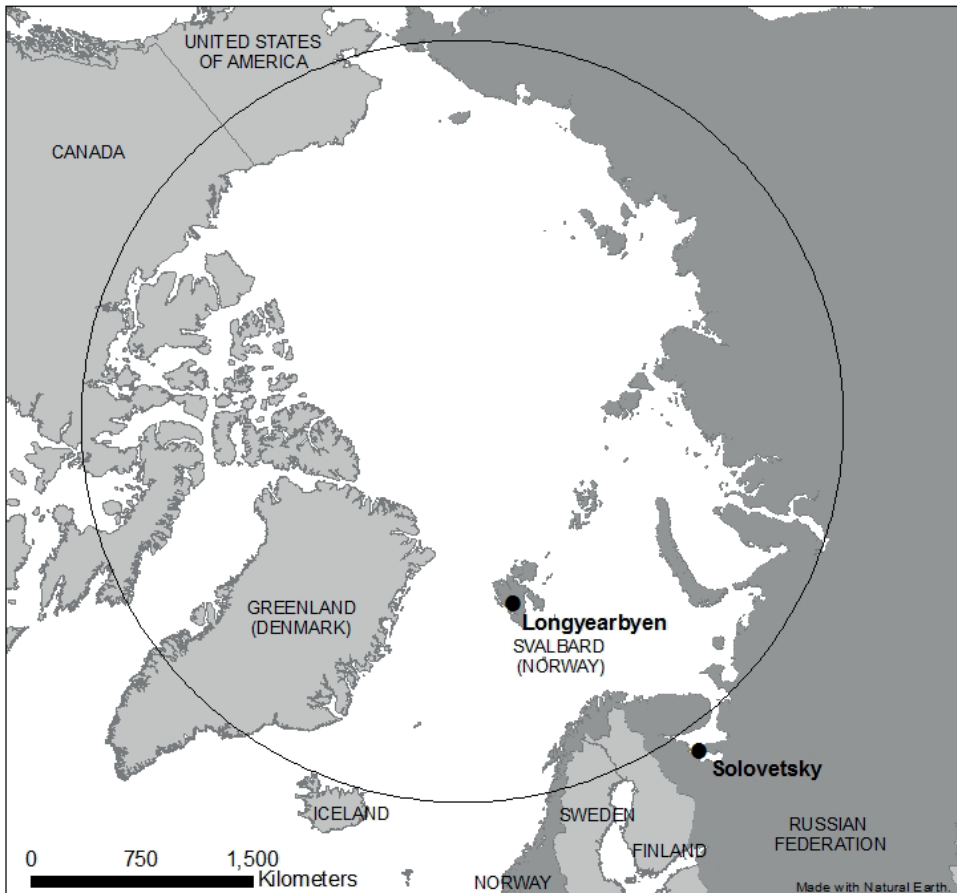 UNITED STATES
OF AMERICA
CANADA
GREENLAND
(DENMARK)
Longyearbyen
SVALBARD
(NORWAY)
Solovetsky
ICELAND
SWEDEN
FINLAND
RUSSIAN
FEDERATION
NORWAY
0 750 1,500
Kilometers
Made with Natural Earth.